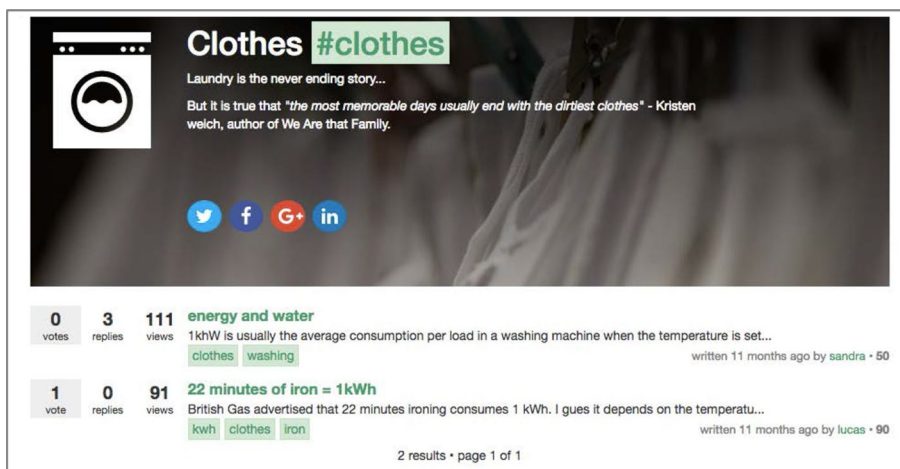 Clothes #clothes
Laundry is the never ending story...
But it is true that "the most memorable days usually end with the dirtiest clothes" - Kristen
weich, author of We Are that Family.
f G+ in
0 3 111 energy and water
votes replies views 1khW is usually the average consumption per load in a washing machine when the temperature is set...
clothes washing written 11 months ago by sandra • 50
1 0 91 22 minutes of iron = 1kWh
vote replies views British Gas advertised that 22 minutes ironing consumes 1 kWh. I gues it depends on the temperatu...
kwh clothes iron written 11 months ago by lucas • 90
2 results • page 1 of 1